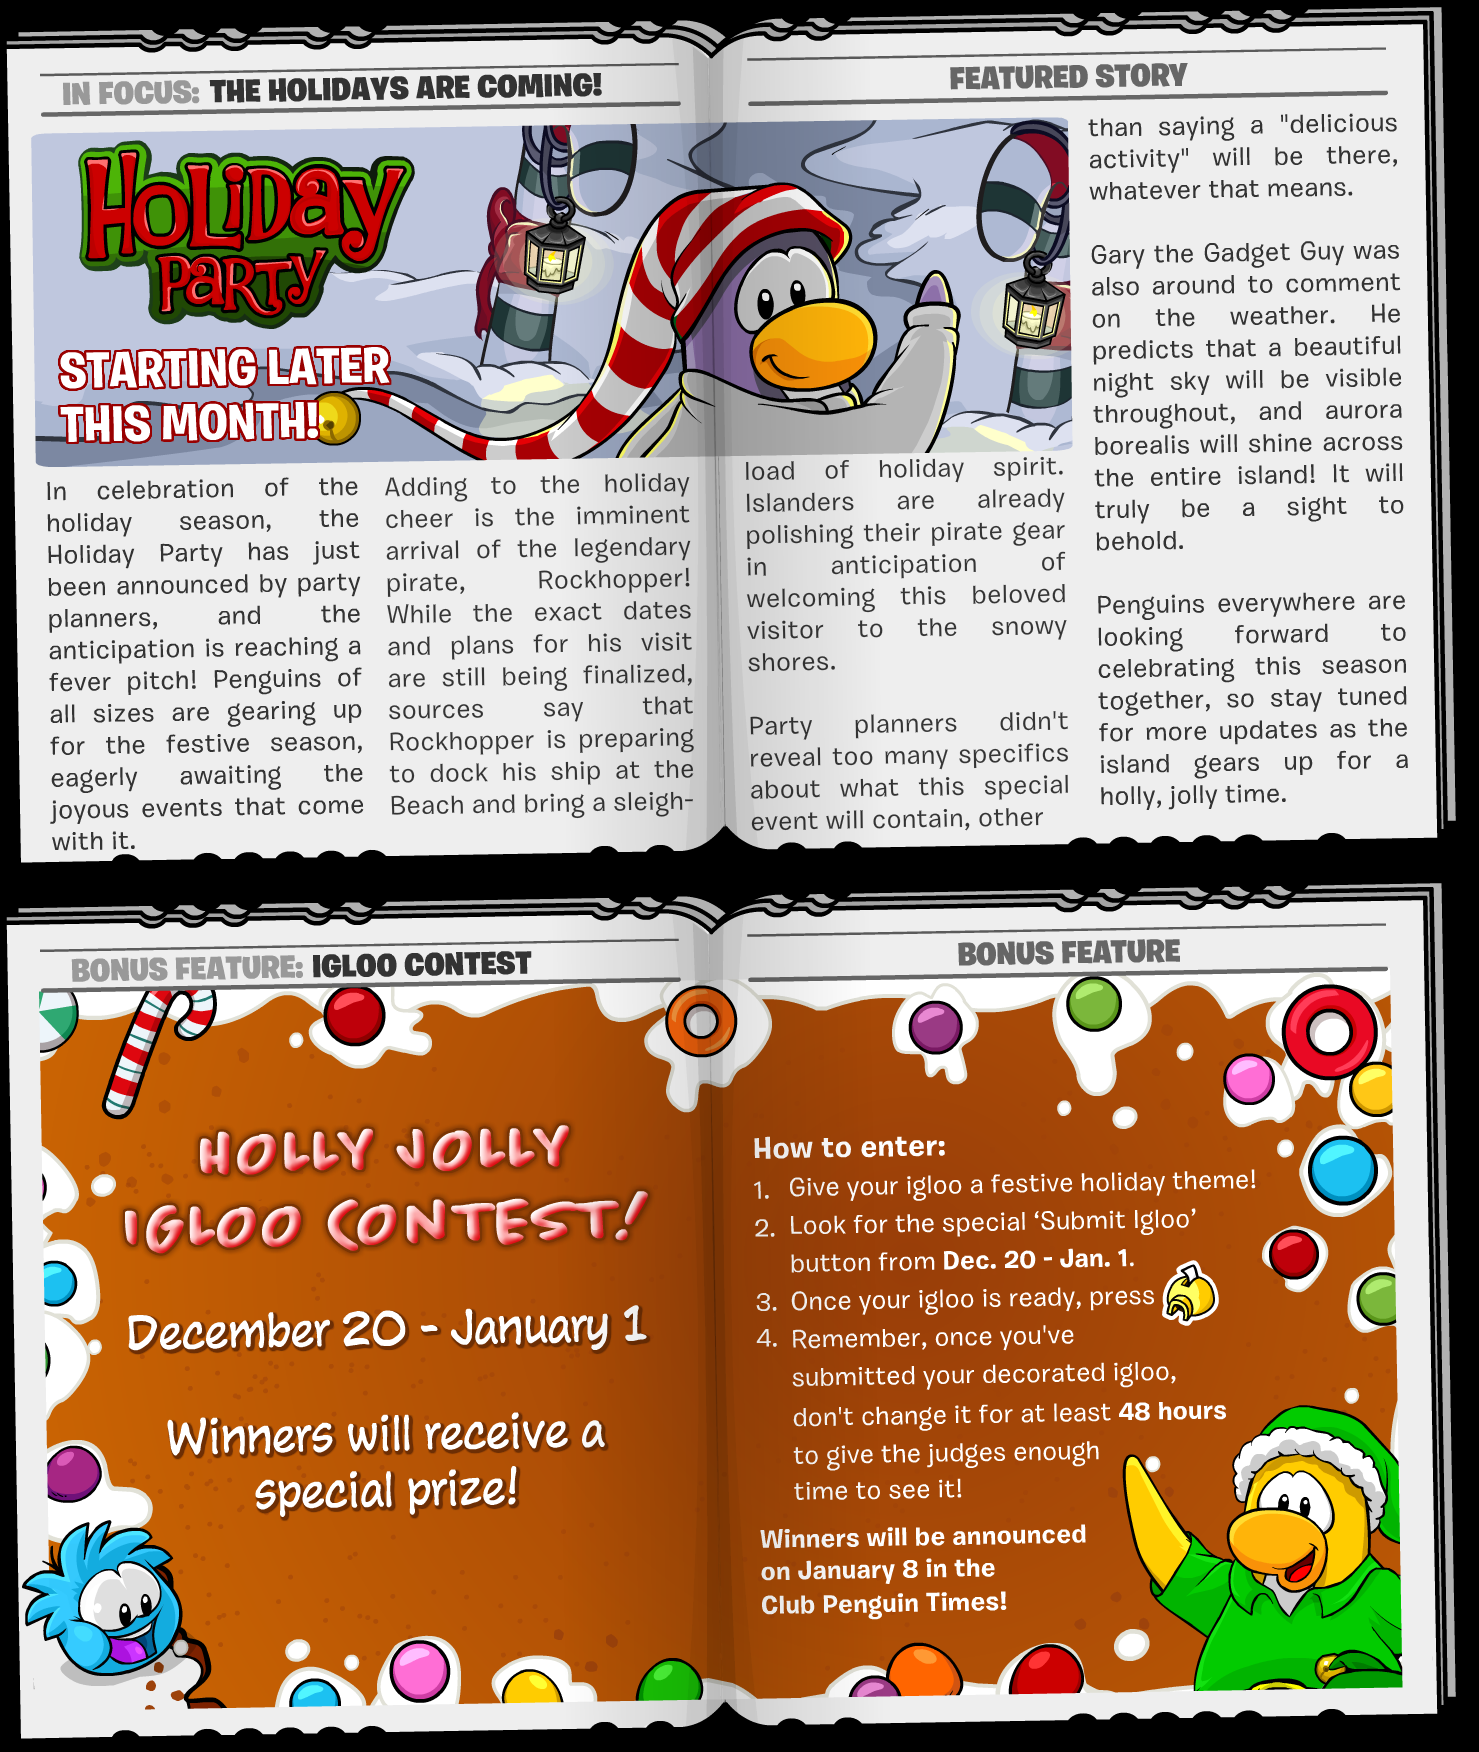 IN FOCUS: THE HOLIDAYS ARE COMING!
HOLIDAY
PARTY
STARTING LATER
THIS MONTH!
In celebration of the
holiday season, the
Holiday Party has just
been announced by party
planners, and the
anticipation is reaching a
fever pitch! Penguins of
all sizes are gearing up
for the festive season,
eagerly awaiting the
joyous events that come
with it.
Adding to the holiday
cheer is the imminent
arrival of the legendary
pirate, Rockhopper!
While the exact dates
and plans for his visit
are still being finalized,
sources say that
Rockhopper is preparing
to dock his ship at the
Beach and bring a sleigh-
FEATURED STORY
load of holiday spirit.
Islanders are already
polishing their pirate gear
in anticipation of
welcoming this beloved
visitor to the snowy
shores.
Party planners didn't
reveal too many specifics
about what this special
event will contain, other
than saying a "delicious
activity" will be there,
whatever that means.
Gary the Gadget Guy was
also around to comment
on the weather. He
predicts that a beautiful
night sky will be visible
throughout, and aurora
borealis will shine across
the entire island! It will
truly be a sight to
behold.
Penguins everywhere are
looking forward to
celebrating this season
together, so stay tuned
for more updates as the
island gears up for a
holly, jolly time.
BONUS FEATURE: IGLOO CONTEST
HOLLY JOLLY
IGLOO CONTEST!
December 20 - January 1
Winners will receive a
special prize!
BONUS FEATURE
How to enter:
1. Give your igloo a festive holiday theme!
2. Look for the special ‘Submit Igloo’
button from Dec. 20 - Jan. 1.
3. Once your igloo is ready, press
4. Remember, once you've
submitted your decorated igloo,
don't change it for at least 48 hours
to give the judges enough
time to see it!
Winners will be announced
on January 8 in the
Club Penguin Times!